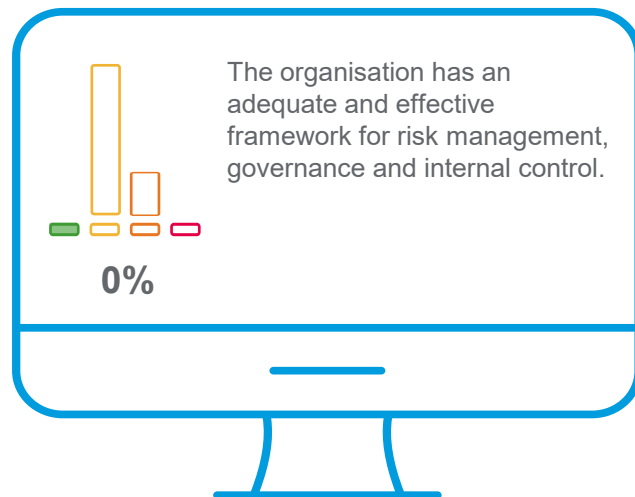 The organisation has an
adequate and effective
framework for risk management,
governance and internal control.
0%